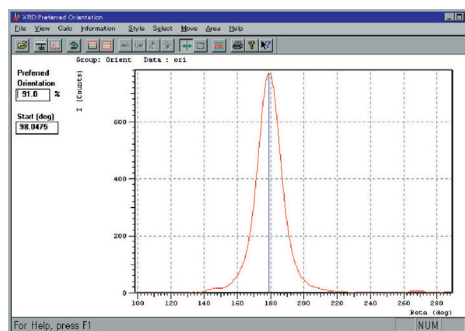 XRD:Preferred Orientation
File View Calc Information Style Select Move Area Help
Group: Orient Data : ori
Preferred
Orientation
91.0 %
Start (deg)
98.0475
I [Counts]
600
400
200
0
100 120 140 160 180 200 220 240 260 280
Beta (deg)
For Help, press F1
NUM